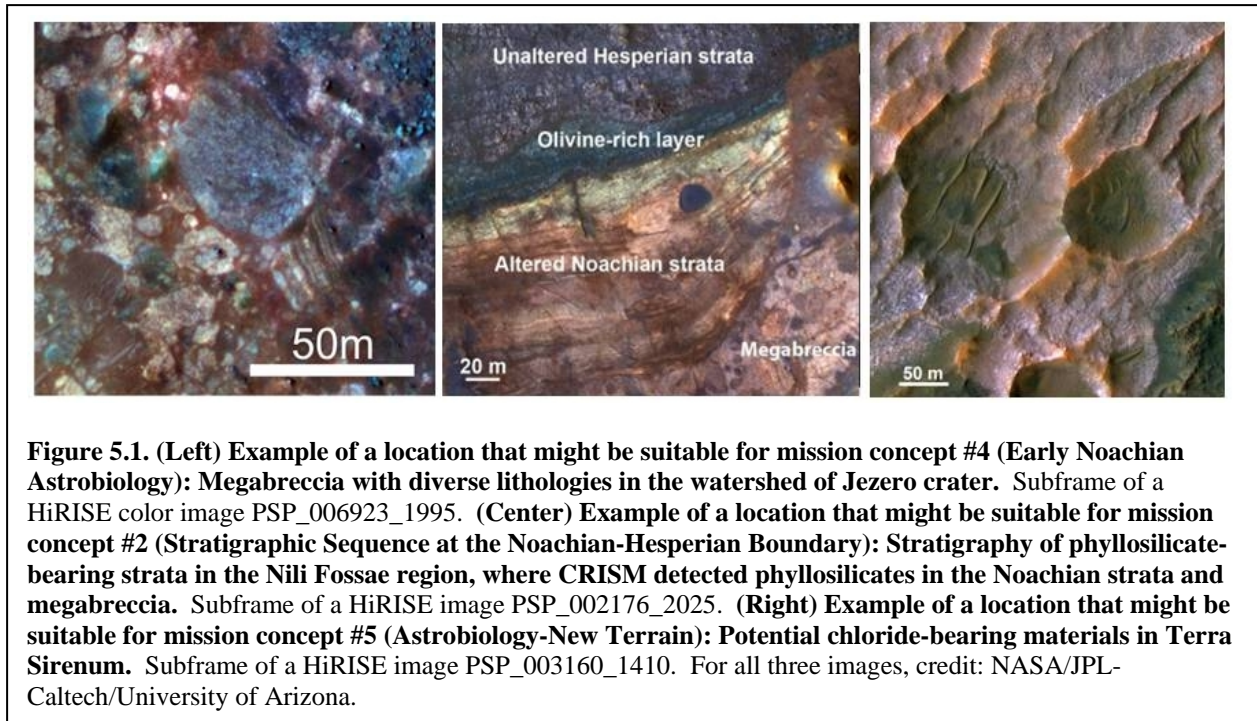 Unaltered Hesperian strata
Olivine-rich layer
Altered Noachian strata
Megabreccia
50m
20 m
50 m
Figure 5.1. (Left) Example of a location that might be suitable for mission concept #4 (Early Noachian
Astrobiology): Megabreccia with diverse lithologies in the watershed of Jezero crater. Subframe of a
HiRISE color image PSP_006923_1995. (Center) Example of a location that might be suitable for mission
concept #2 (Stratigraphic Sequence at the Noachian-Hesperian Boundary): Stratigraphy of phyllosilicate-
bearing strata in the Nili Fossae region, where CRISM detected phyllosilicates in the Noachian strata and
megabreccia. Subframe of a HiRISE image PSP_002176_2025. (Right) Example of a location that might be
suitable for mission concept #5 (Astrobiology-New Terrain): Potential chloride-bearing materials in Terra
Sirenum. Subframe of a HiRISE image PSP_003160_1410. For all three images, credit: NASA/JPL-
Caltech/University of Arizona.